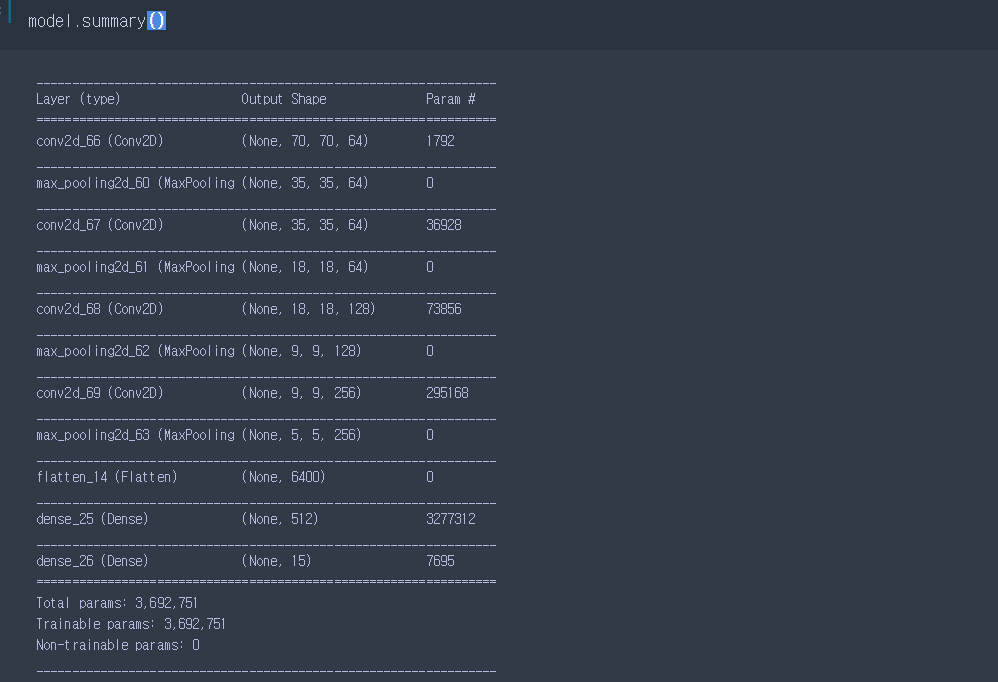 model.summary()
_________________________________________________________________
Layer (type) Output Shape Param #
=================================================================
conv2d_66 (Conv2D) (None, 70, 70, 64) 1792
_________________________________________________________________
max_pooling2d_60 (MaxPooling (None, 35, 35, 64) 0
_________________________________________________________________
conv2d_67 (Conv2D) (None, 35, 35, 64) 36928
_________________________________________________________________
max_pooling2d_61 (MaxPooling (None, 18, 18, 64) 0
_________________________________________________________________
conv2d_68 (Conv2D) (None, 18, 18, 128) 73856
_________________________________________________________________
max_pooling2d_62 (MaxPooling (None, 9, 9, 128) 0
_________________________________________________________________
conv2d_69 (Conv2D) (None, 9, 9, 256) 295168
_________________________________________________________________
max_pooling2d_63 (MaxPooling (None, 5, 5, 256) 0
_________________________________________________________________
flatten_14 (Flatten) (None, 6400) 0
_________________________________________________________________
dense_25 (Dense) (None, 512) 3277312
_________________________________________________________________
dense_26 (Dense) (None, 15) 7695
=================================================================
Total params: 3,692,751
Trainable params: 3,692,751
Non-trainable params: 0
_________________________________________________________________